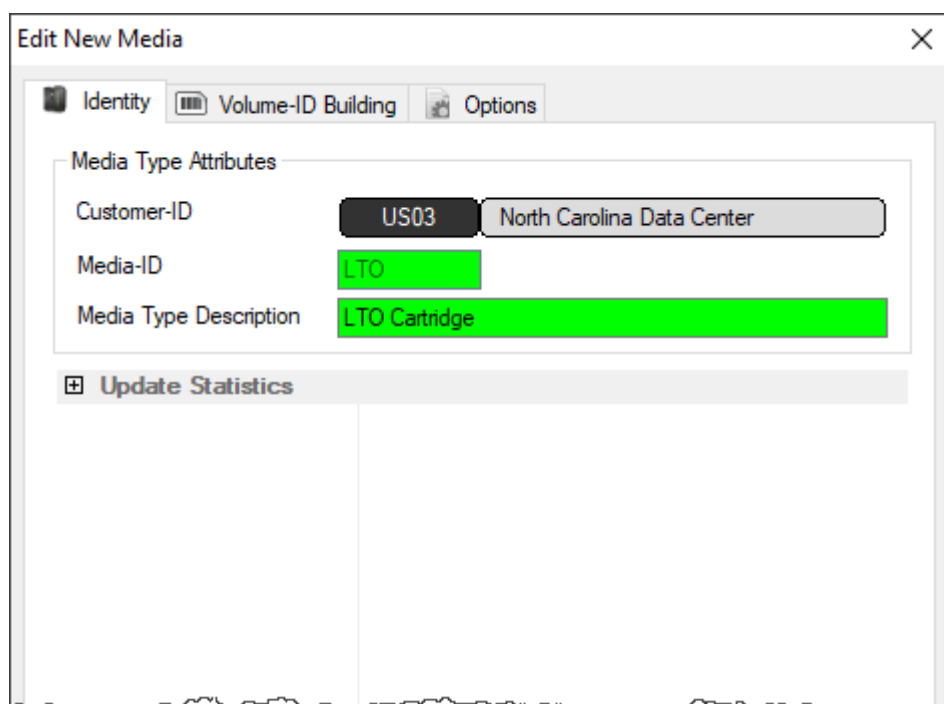 Edit New Media
Identity Volume-ID Building Options
Media Type Attributes
Customer-ID US03 North Carolina Data Center
Media-ID LTO
Media Type Description LTO Cartridge
Update Statistics